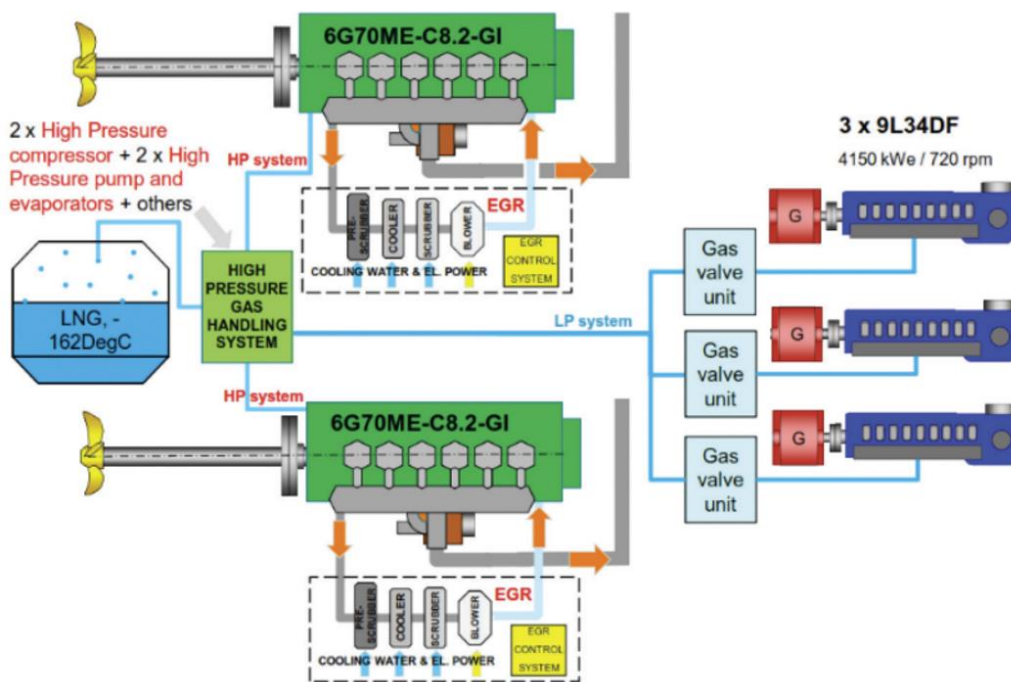 6G70ME-C8.2-GI
2 x High Pressure
compressor + 2 x High
Pressure pump and
evaporators + others
HP system
PRE-
SCRUBBER
COOLER
SCRUBBER
BLOWER
EGR
EGR
CONTROL
SYSTEM
COOLING WATER & EL. POWER
LNG, -
162DegC
HIGH
PRESSURE
GAS
HANDLING
SYSTEM
LP system
HP system
6G70ME-C8.2-GI
PRE-
SCRUBBER
COOLER
SCRUBBER
BLOWER
EGR
EGR
CONTROL
SYSTEM
COOLING WATER & EL. POWER
3 x 9L34DF
4150 kWe / 720 rpm
G
Gas
valve
unit
G
Gas
valve
unit
G
Gas
valve
unit